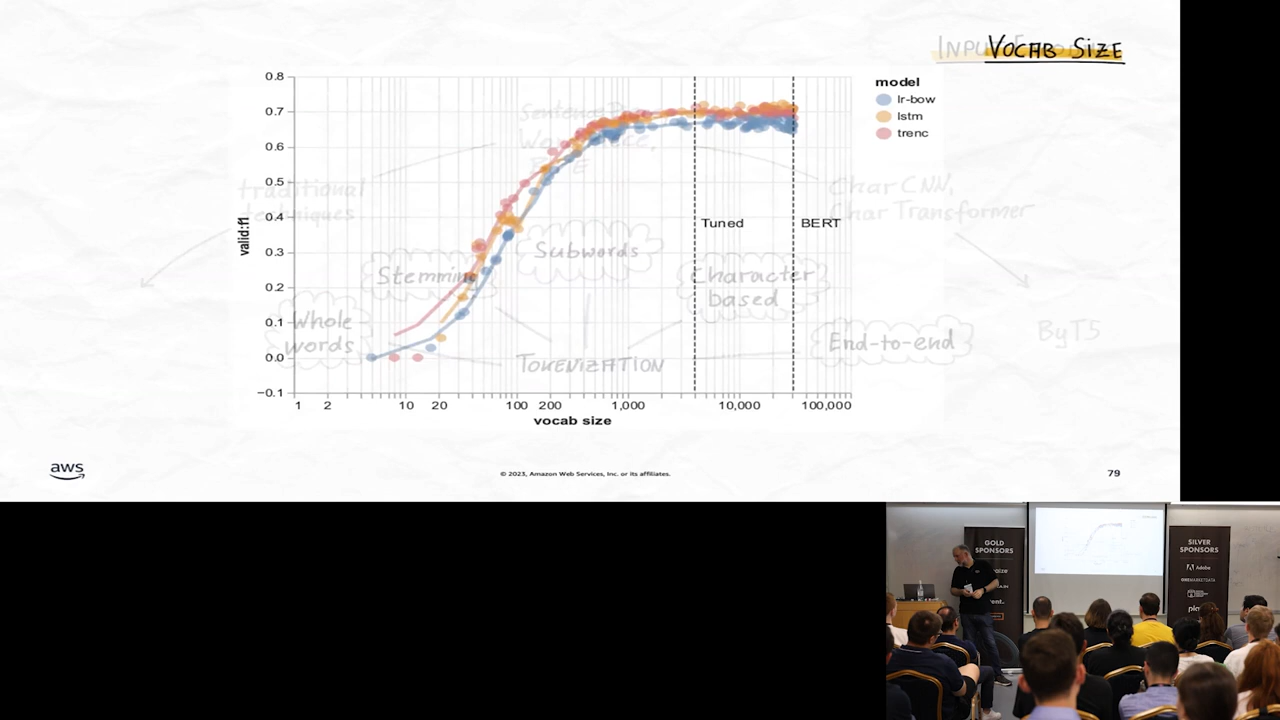 VOCAB SIZE
0.8
0.7
0.6
0.5
0.4
0.3
0.2
0.1
0.0
−0.1
valid:f1
1 2 10 20 100 200 1,000 10,000 100,000
vocab size
Tuned
BERT
model
lr-bow
lstm
trenc
traditional
techniques
Char CNN,
Char Transformer
Stemming
Subwords
Character
based
Whole
words
TOKENIZATION
End-to-end
ByT5
aws
© 2023, Amazon Web Services, Inc. or its affiliates.
79
GOLD
SPONSORS
SILVER
SPONSORS
Adobe
ONEMARKETDATA